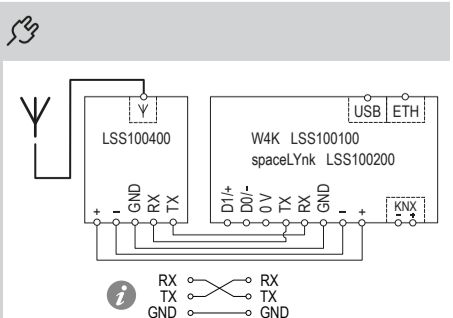 USB ETH
LSS100400
W4K LSS100100
spaceLYnk LSS100200
+ − GND RX TX
D1/+ D0/− 0 V TX RX GND − +
KNX
− +
i
RX RX
TX TX
GND GND